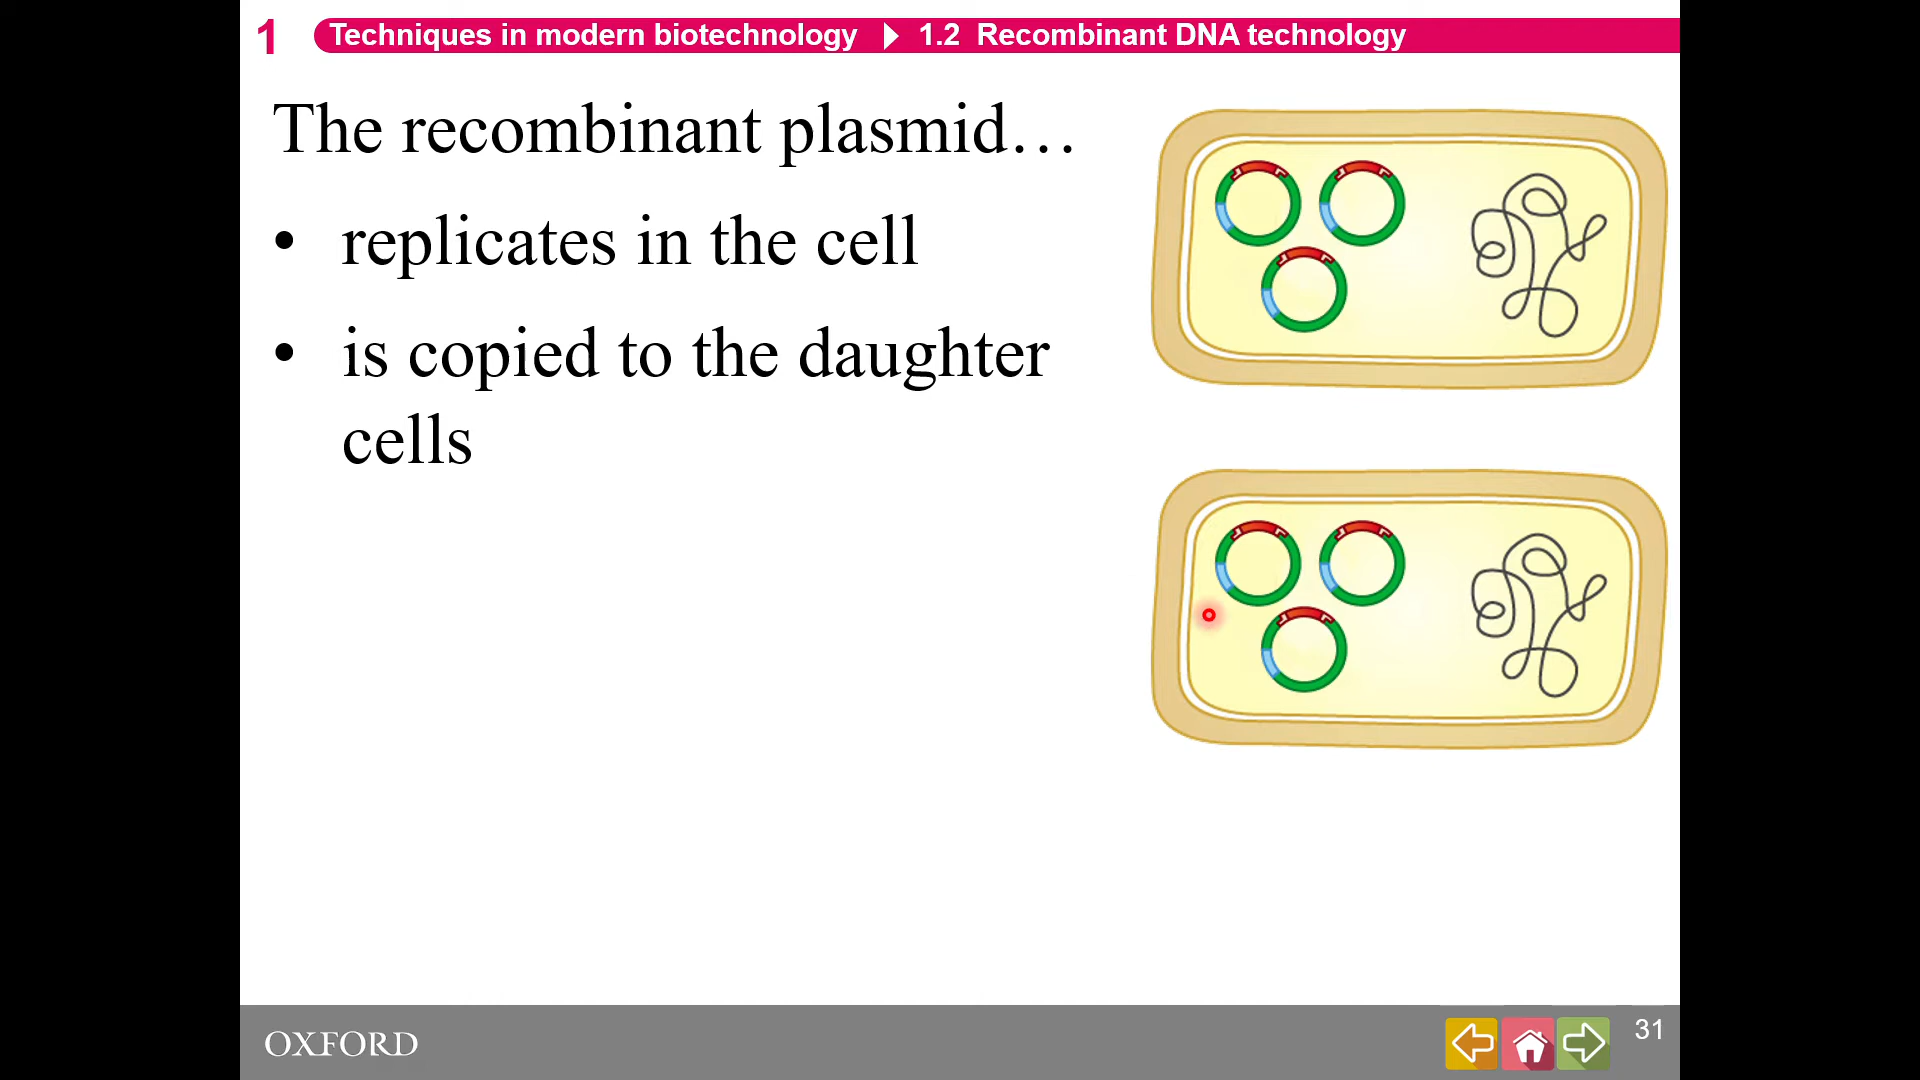 1 Techniques in modern biotechnology 1.2 Recombinant DNA technology
The recombinant plasmid…
• replicates in the cell
• is copied to the daughter
cells
OXFORD
31